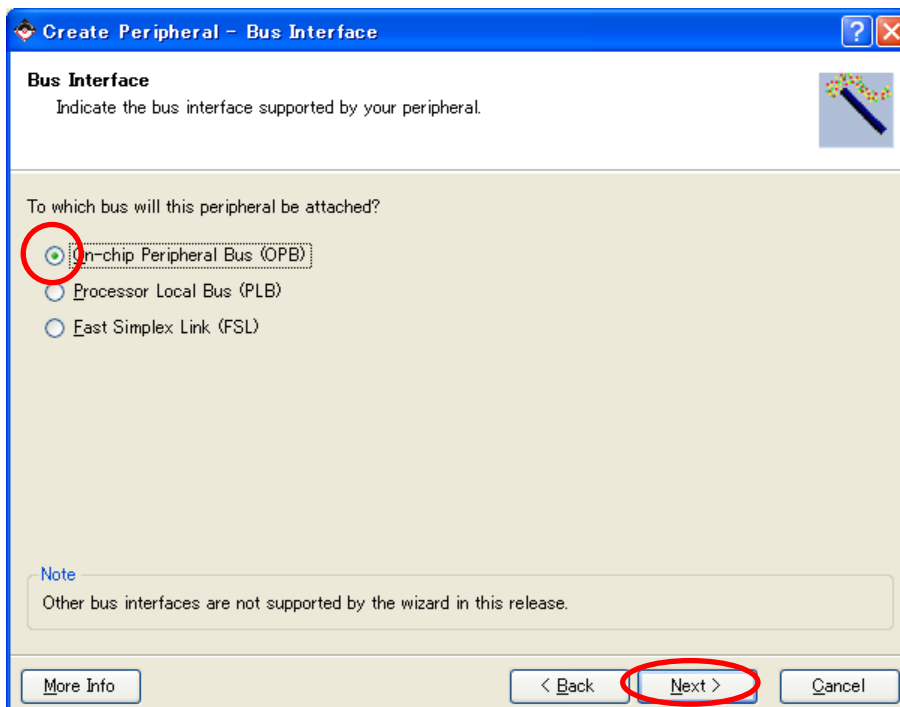 Create Peripheral - Bus Interface
Bus Interface
Indicate the bus interface supported by your peripheral.
To which bus will this peripheral be attached?
On-chip Peripheral Bus (OPB)
Processor Local Bus (PLB)
Fast Simplex Link (FSL)
Note
Other bus interfaces are not supported by the wizard in this release.
More Info
< Back
Next >
Cancel